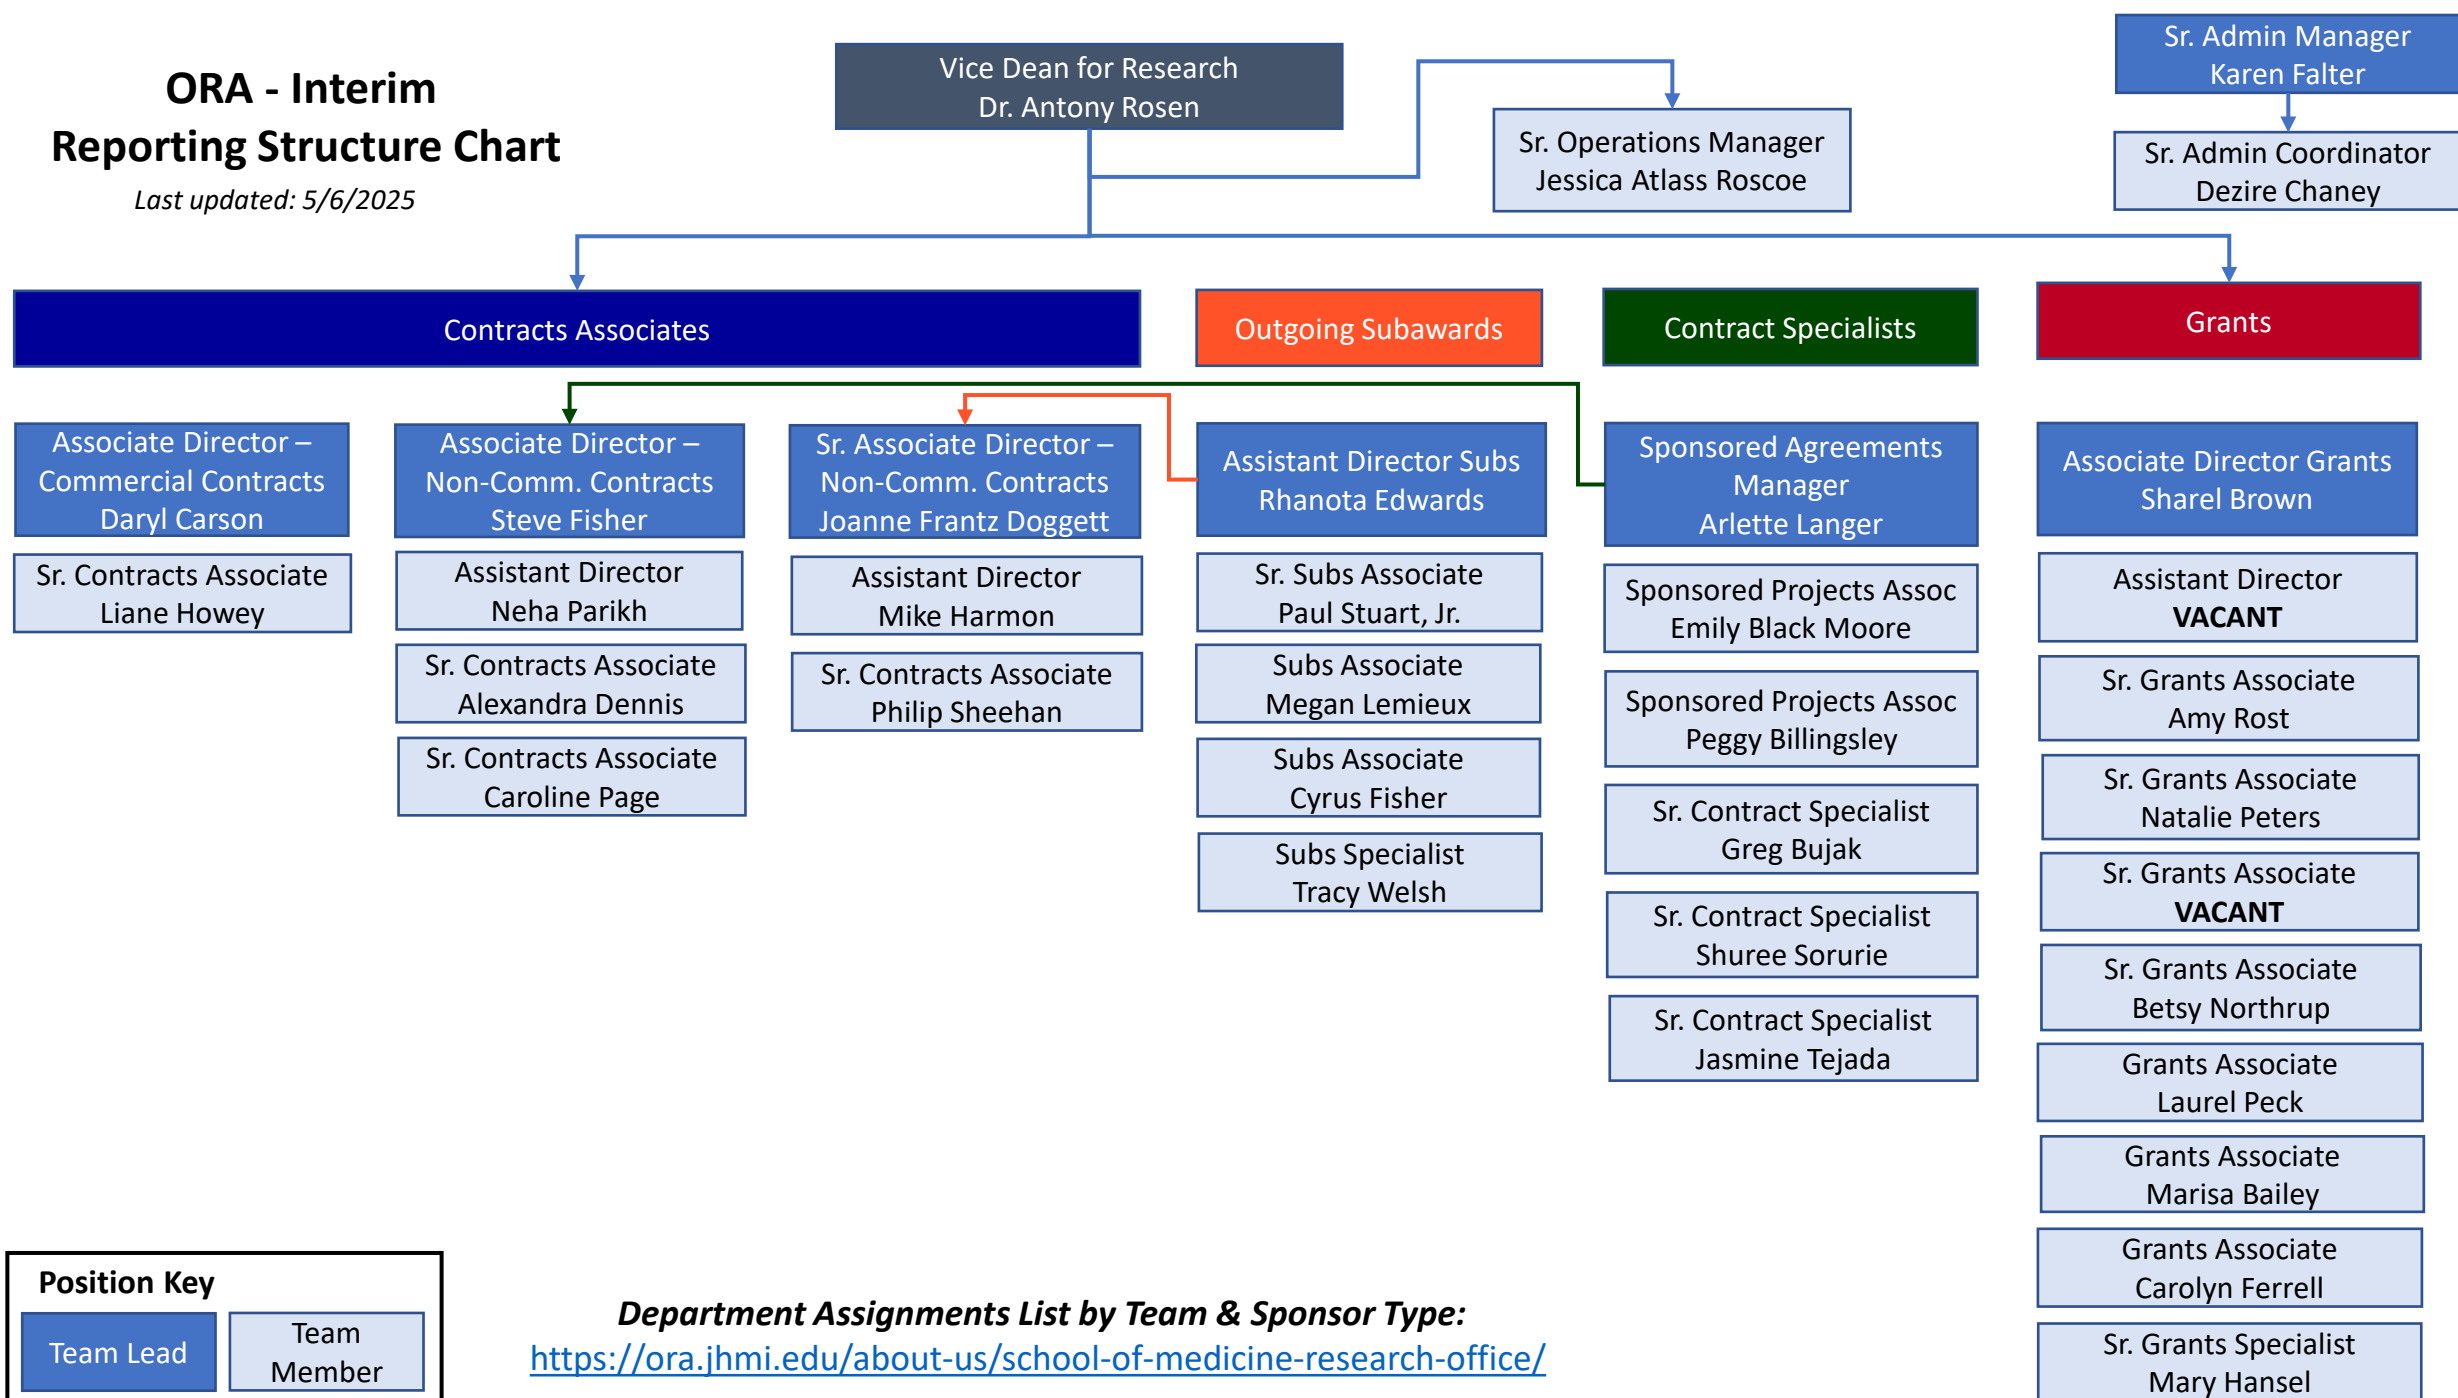 ORA - Interim
Reporting Structure Chart
Last updated: 5/6/2025
Vice Dean for Research
Dr. Antony Rosen
Sr. Operations Manager
Jessica Atlass Roscoe
Sr. Admin Manager
Karen Falter
Sr. Admin Coordinator
Dezire Chaney
Contracts Associates
Outgoing Subawards
Contract Specialists
Grants
Associate Director –
Commercial Contracts
Daryl Carson
Sr. Contracts Associate
Liane Howey
Associate Director –
Non-Comm. Contracts
Steve Fisher
Assistant Director
Neha Parikh
Sr. Contracts Associate
Alexandra Dennis
Sr. Contracts Associate
Caroline Page
Sr. Associate Director –
Non-Comm. Contracts
Joanne Frantz Doggett
Assistant Director
Mike Harmon
Sr. Contracts Associate
Philip Sheehan
Assistant Director Subs
Rhanota Edwards
Sr. Subs Associate
Paul Stuart, Jr.
Subs Associate
Megan Lemieux
Subs Associate
Cyrus Fisher
Subs Specialist
Tracy Welsh
Sponsored Agreements
Manager
Arlette Langer
Sponsored Projects Assoc
Emily Black Moore
Sponsored Projects Assoc
Peggy Billingsley
Sr. Contract Specialist
Greg Bujak
Sr. Contract Specialist
Shuree Sorurie
Sr. Contract Specialist
Jasmine Tejada
Associate Director Grants
Sharel Brown
Assistant Director
VACANT
Sr. Grants Associate
Amy Rost
Sr. Grants Associate
Natalie Peters
Sr. Grants Associate
VACANT
Sr. Grants Associate
Betsy Northrup
Grants Associate
Laurel Peck
Grants Associate
Marisa Bailey
Grants Associate
Carolyn Ferrell
Sr. Grants Specialist
Mary Hansel
Position Key
Team Lead
Team
Member
Department Assignments List by Team & Sponsor Type:
https://ora.jhmi.edu/about-us/school-of-medicine-research-office/